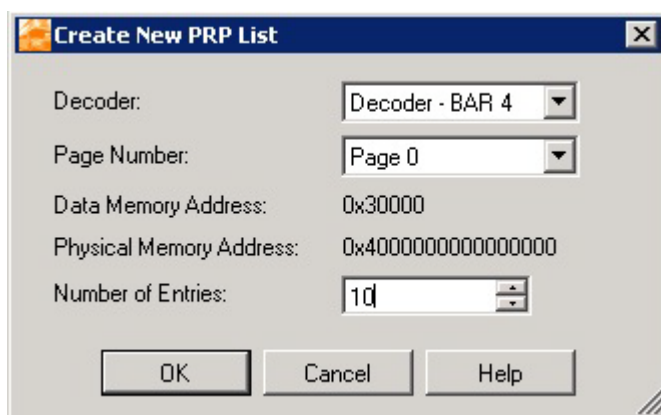 Create New PRP List
Decoder: Decoder - BAR 4
Page Number: Page 0
Data Memory Address: 0x30000
Physical Memory Address: 0x4000000000000000
Number of Entries: 10
OK Cancel Help